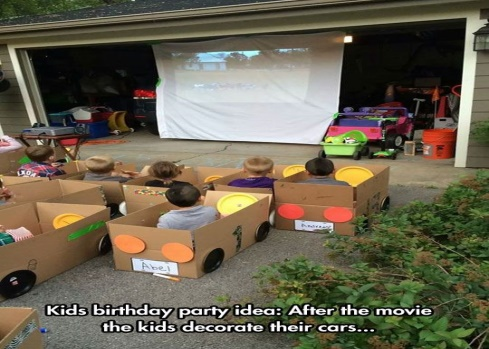 Abel
Kids birthday party idea: After the movie
the kids decorate their cars...